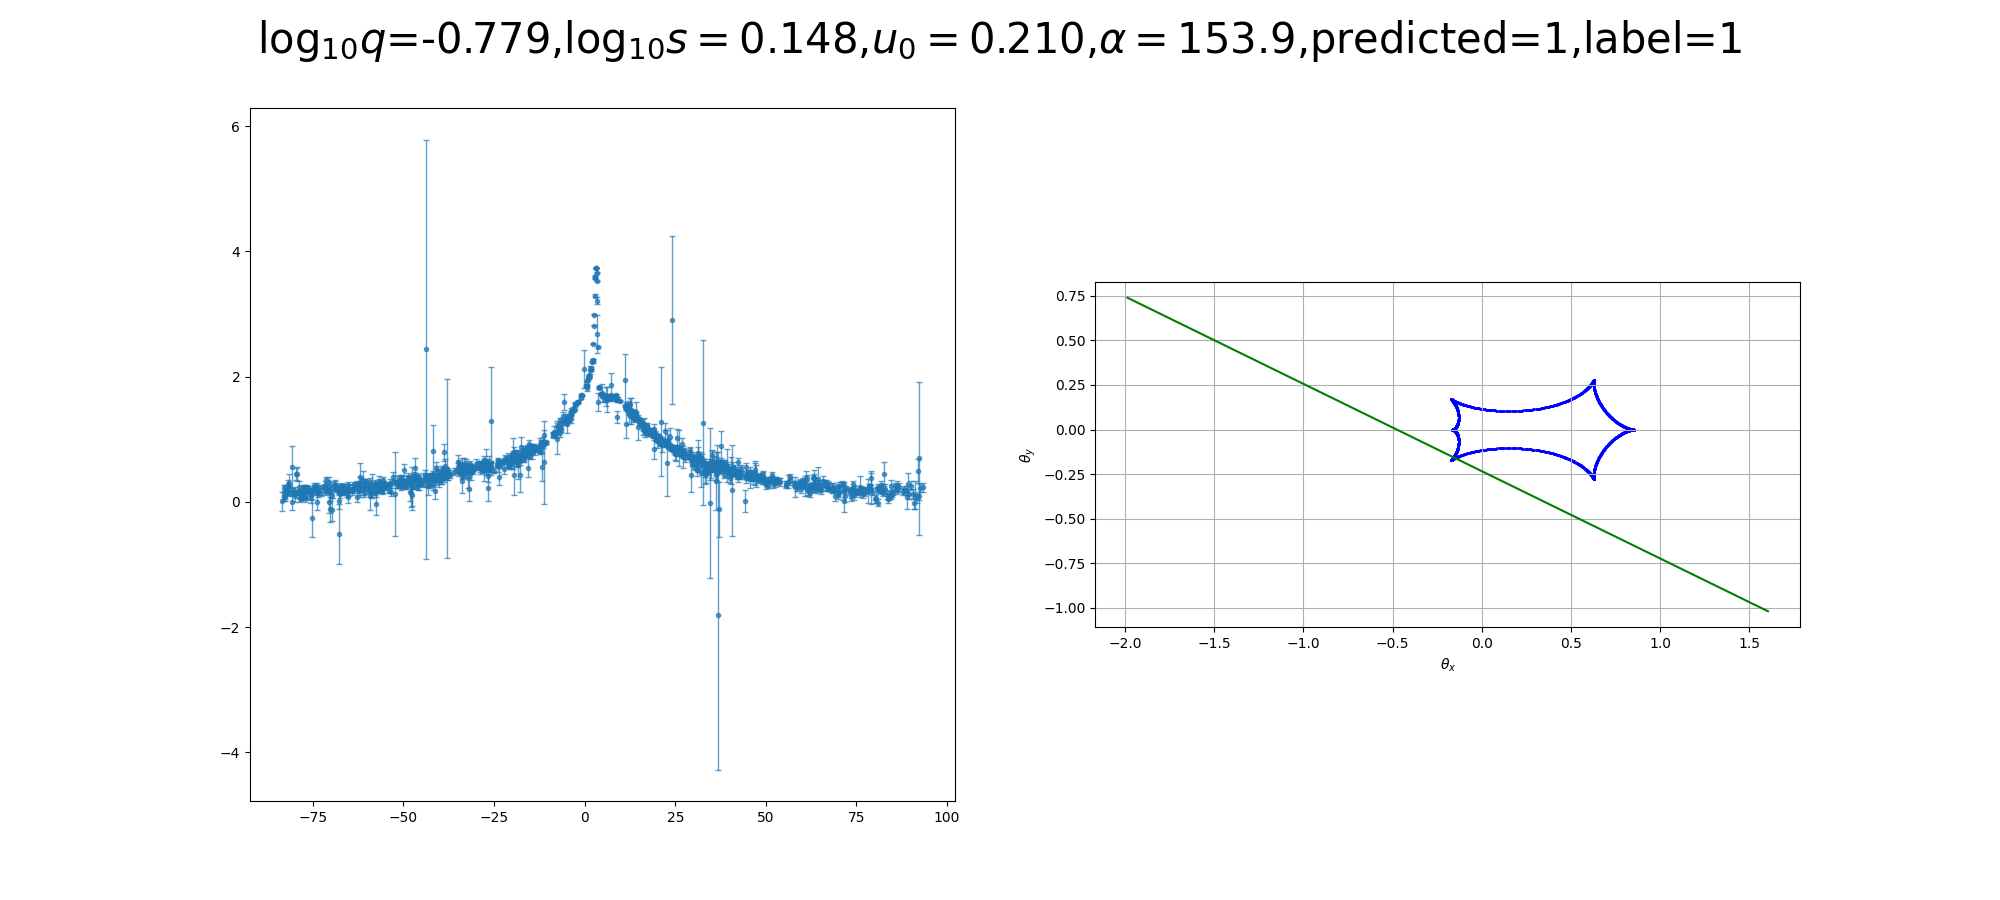 log₁₀q=-0.779,log₁₀s = 0.148,u₀ = 0.210,α = 153.9,predicted=1,label=1
6
4
2
0
−2
−4
−75 −50 −25 0 25 50 75 100
0.75
0.50
0.25
0.00
−0.25
−0.50
−0.75
−1.00
θy
−2.0 −1.5 −1.0 −0.5 0.0 0.5 1.0 1.5
θx